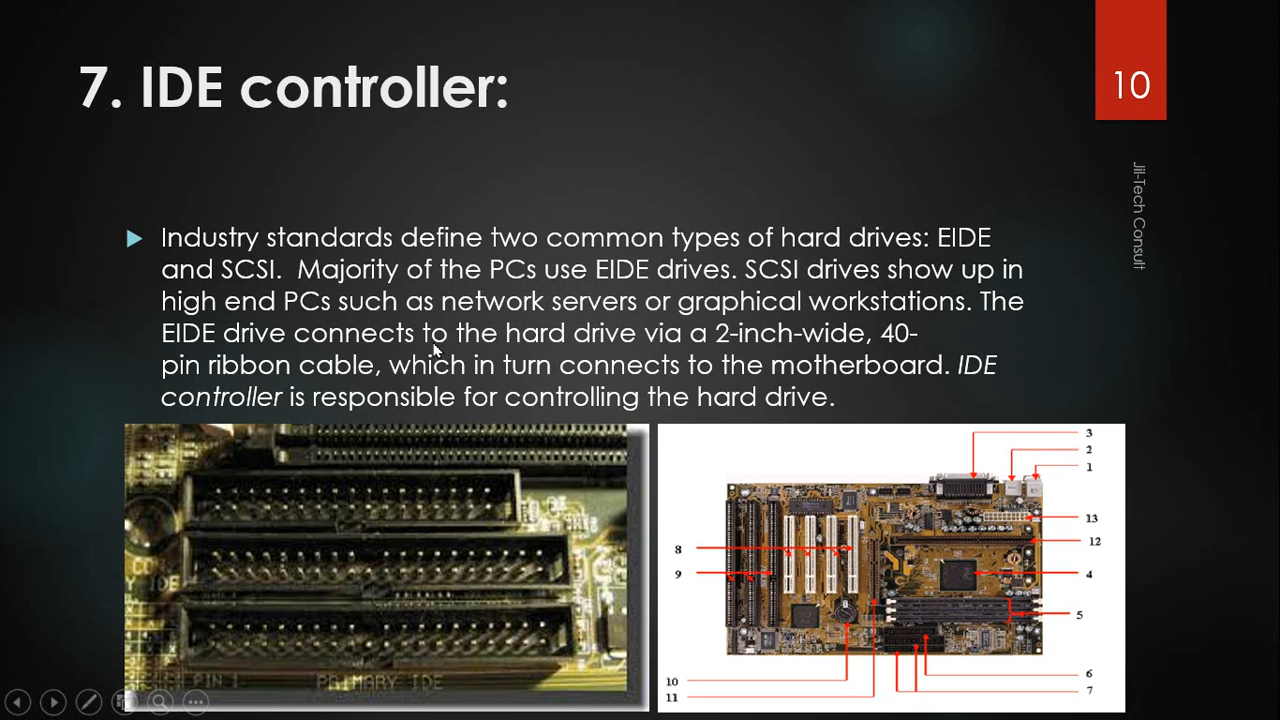 7. IDE controller:
10
Jil-Tech Consult
Industry standards define two common types of hard drives: EIDE
and SCSI.  Majority of the PCs use EIDE drives. SCSI drives show up in
high end PCs such as network servers or graphical workstations. The
EIDE drive connects to the hard drive via a 2-inch-wide, 40-
pin ribbon cable, which in turn connects to the motherboard. IDE
controller is responsible for controlling the hard drive.
IDE
PIN 1
PRIMARY IDE
3
2
1
13
12
8
9
4
5
10
11
6
7